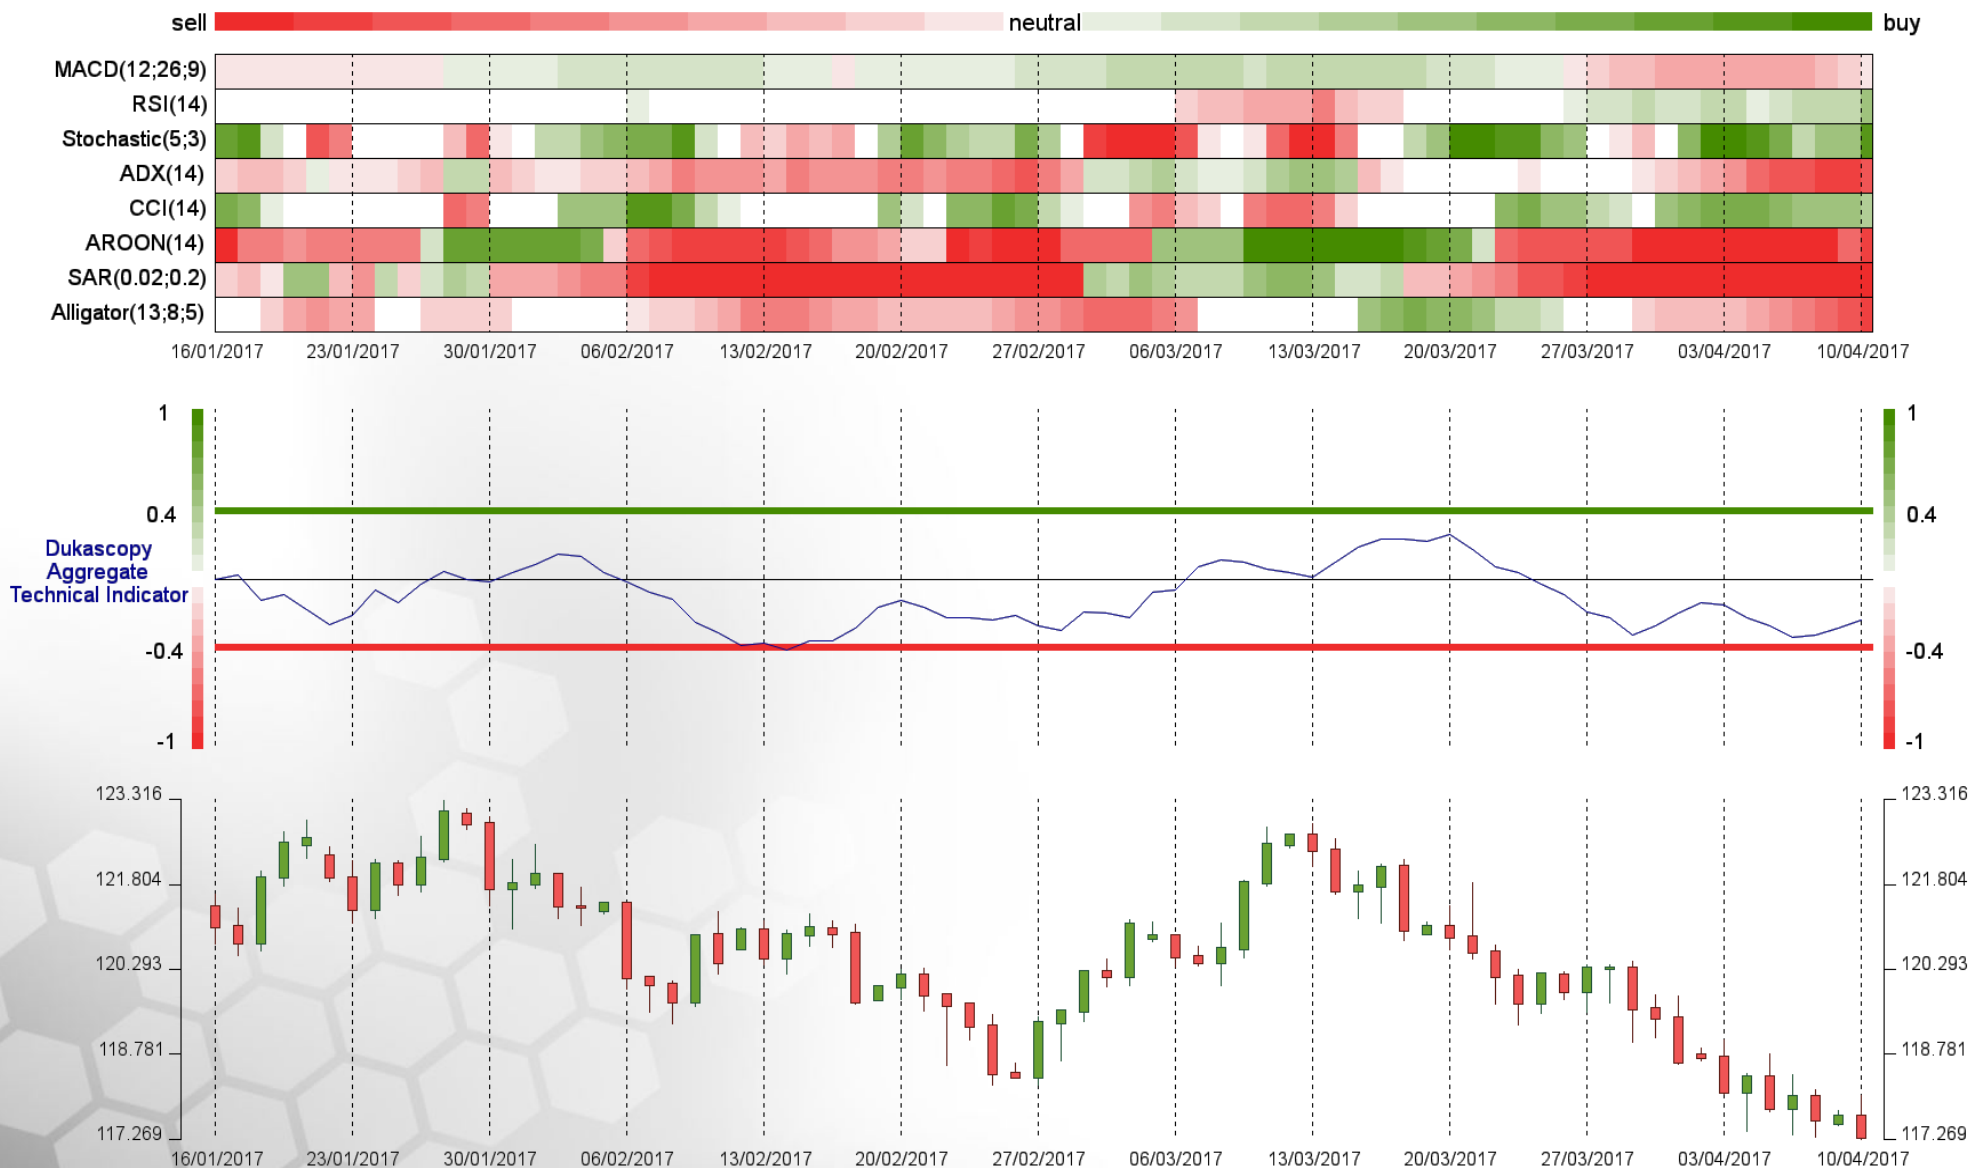 sell neutral buy
MACD(12;26;9)
RSI(14)
Stochastic(5;3)
ADX(14)
CCI(14)
AROON(14)
SAR(0.02;0.2)
Alligator(13;8;5)
16/01/2017 23/01/2017 30/01/2017 06/02/2017 13/02/2017 20/02/2017 27/02/2017 06/03/2017 13/03/2017 20/03/2017 27/03/2017 03/04/2017 10/04/2017
1 1
0.4 0.4
Dukascopy
Aggregate
Technical Indicator
-0.4 -0.4
-1 -1
123.316 123.316
121.804 121.804
120.293 120.293
118.781 118.781
117.269 117.269
16/01/2017 23/01/2017 30/01/2017 06/02/2017 13/02/2017 20/02/2017 27/02/2017 06/03/2017 13/03/2017 20/03/2017 27/03/2017 03/04/2017 10/04/2017